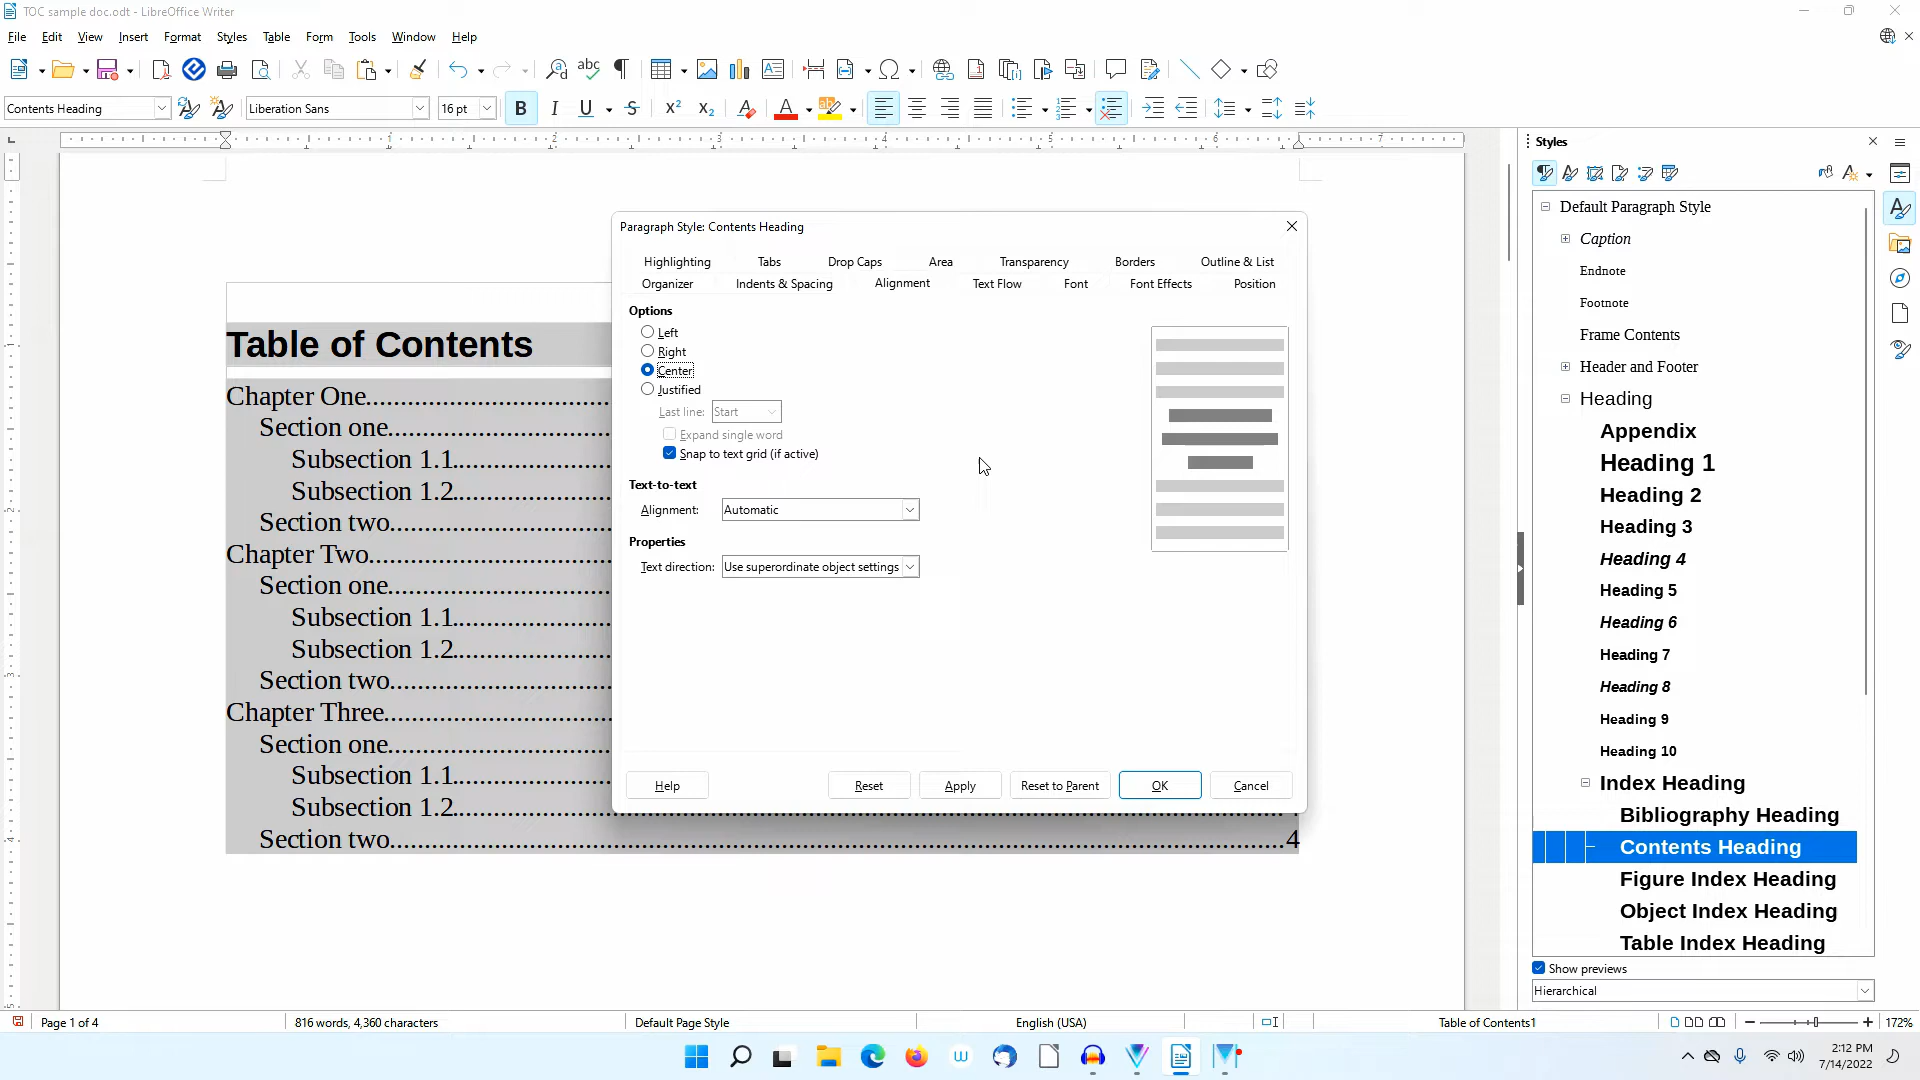 TOC sample doc.odt - LibreOffice Writer
File Edit View Insert Format Styles Table Form Tools Window Help
Contents Heading Liberation Sans 16 pt
1 2 3 4 5 6 7
Styles
Default Paragraph Style
Caption
Endnote
Footnote
Frame Contents
Header and Footer
Heading
Appendix
Heading 1
Heading 2
Heading 3
Heading 4
Heading 5
Heading 6
Heading 7
Heading 8
Heading 9
Heading 10
Index Heading
Bibliography Heading
Contents Heading
Figure Index Heading
Object Index Heading
Table Index Heading
Show previews
Hierarchical
Table of Contents
Chapter One
Section one
Subsection 1.1
Subsection 1.2
Section two
Chapter Two
Section one
Subsection 1.1
Subsection 1.2
Section two
Chapter Three
Section one
Subsection 1.1
Subsection 1.2
Section two 4
Paragraph Style: Contents Heading
Highlighting Tabs Drop Caps Area Transparency Borders Outline & List
Organizer Indents & Spacing Alignment Text Flow Font Font Effects Position
Options
Left
Right
Center
Justified
Last line: Start
Expand single word
Snap to text grid (if active)
Text-to-text
Alignment: Automatic
Properties
Text direction: Use superordinate object settings
Help Reset Apply Reset to Parent OK Cancel
Page 1 of 4 816 words, 4,360 characters Default Page Style English (USA) Table of Contents1 172%
2:12 PM
7/14/2022